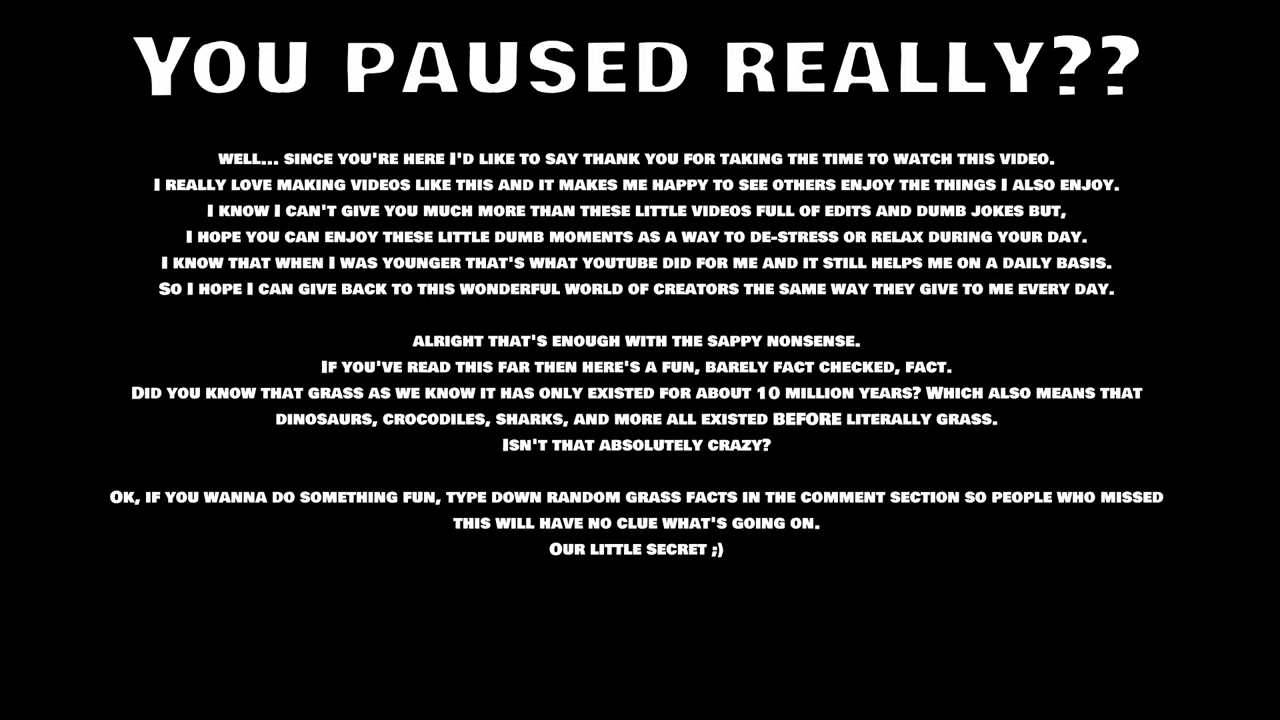 You paused really??
well... since you're here I'd like to say thank you for taking the time to watch this video.
I really love making videos like this and it makes me happy to see others enjoy the things I also enjoy.
I know I can't give you much more than these little videos full of edits and dumb jokes but,
I hope you can enjoy these little dumb moments as a way to de-stress or relax during your day.
I know that when I was younger that's what youtube did for me and it still helps me on a daily basis.
So I hope I can give back to this wonderful world of creators the same way they give to me every day.
alright that's enough with the sappy nonsense.
If you've read this far then here's a fun, barely fact checked, fact.
Did you know that grass as we know it has only existed for about 10 million years? Which also means that
dinosaurs, crocodiles, sharks, and more all existed BEFORE literally grass.
Isn't that absolutely crazy?
Ok, if you wanna do something fun, type down random grass facts in the comment section so people who missed
this will have no clue what's going on.
Our little secret ;)